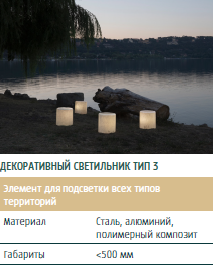 ДЕКОРАТИВНЫЙ СВЕТИЛЬНИК ТИП 3
Элемент для подсветки всех типов
территорий
Материал Сталь, алюминий,
полимерный композит
Габариты <500 мм